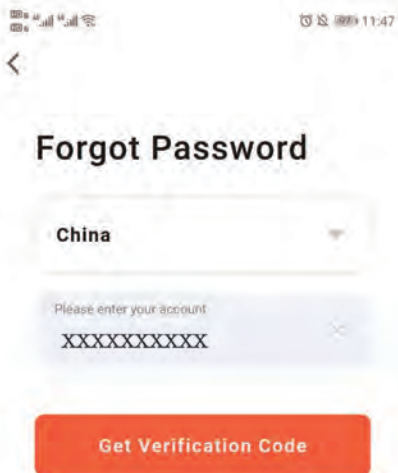 11:47
Forgot Password
China
Please enter your account
XXXXXXXXXX
Get Verification Code